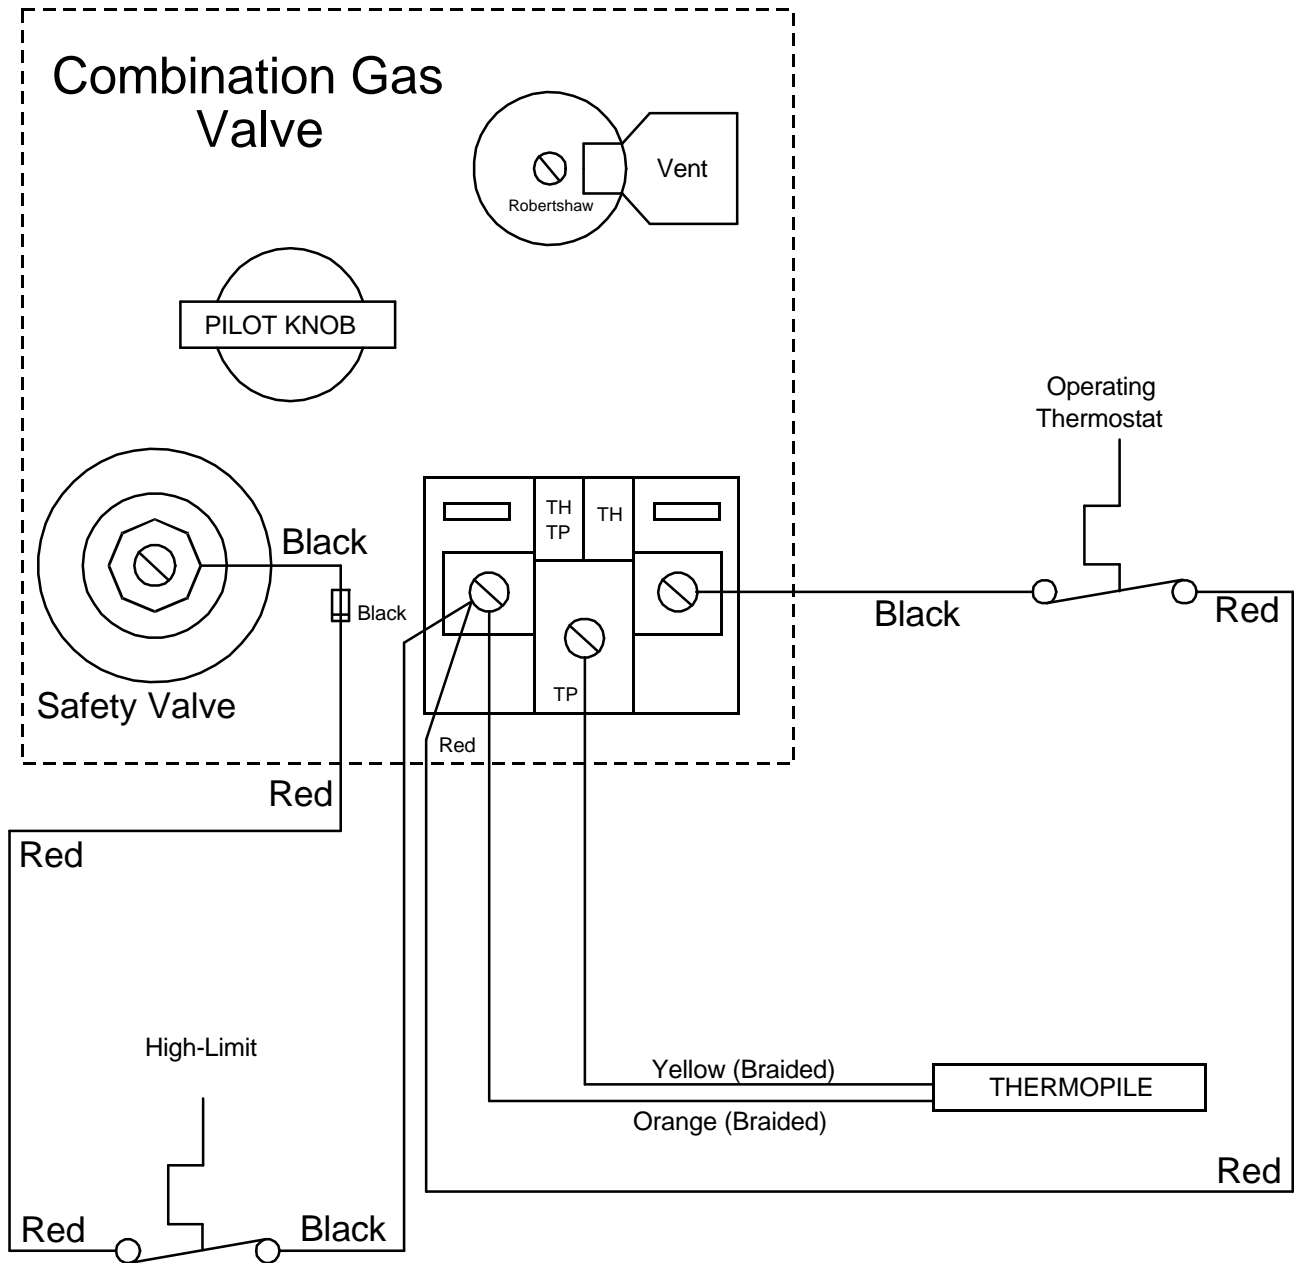 Combination Gas
Valve
Vent
Robertshaw
PILOT KNOB
Operating
Thermostat
TH
TP
TH
Black
Black
Black
Red
TP
Safety Valve
Red
Red
Red
High-Limit
Yellow (Braided)
THERMOPILE
Orange (Braided)
Red
Red
Black